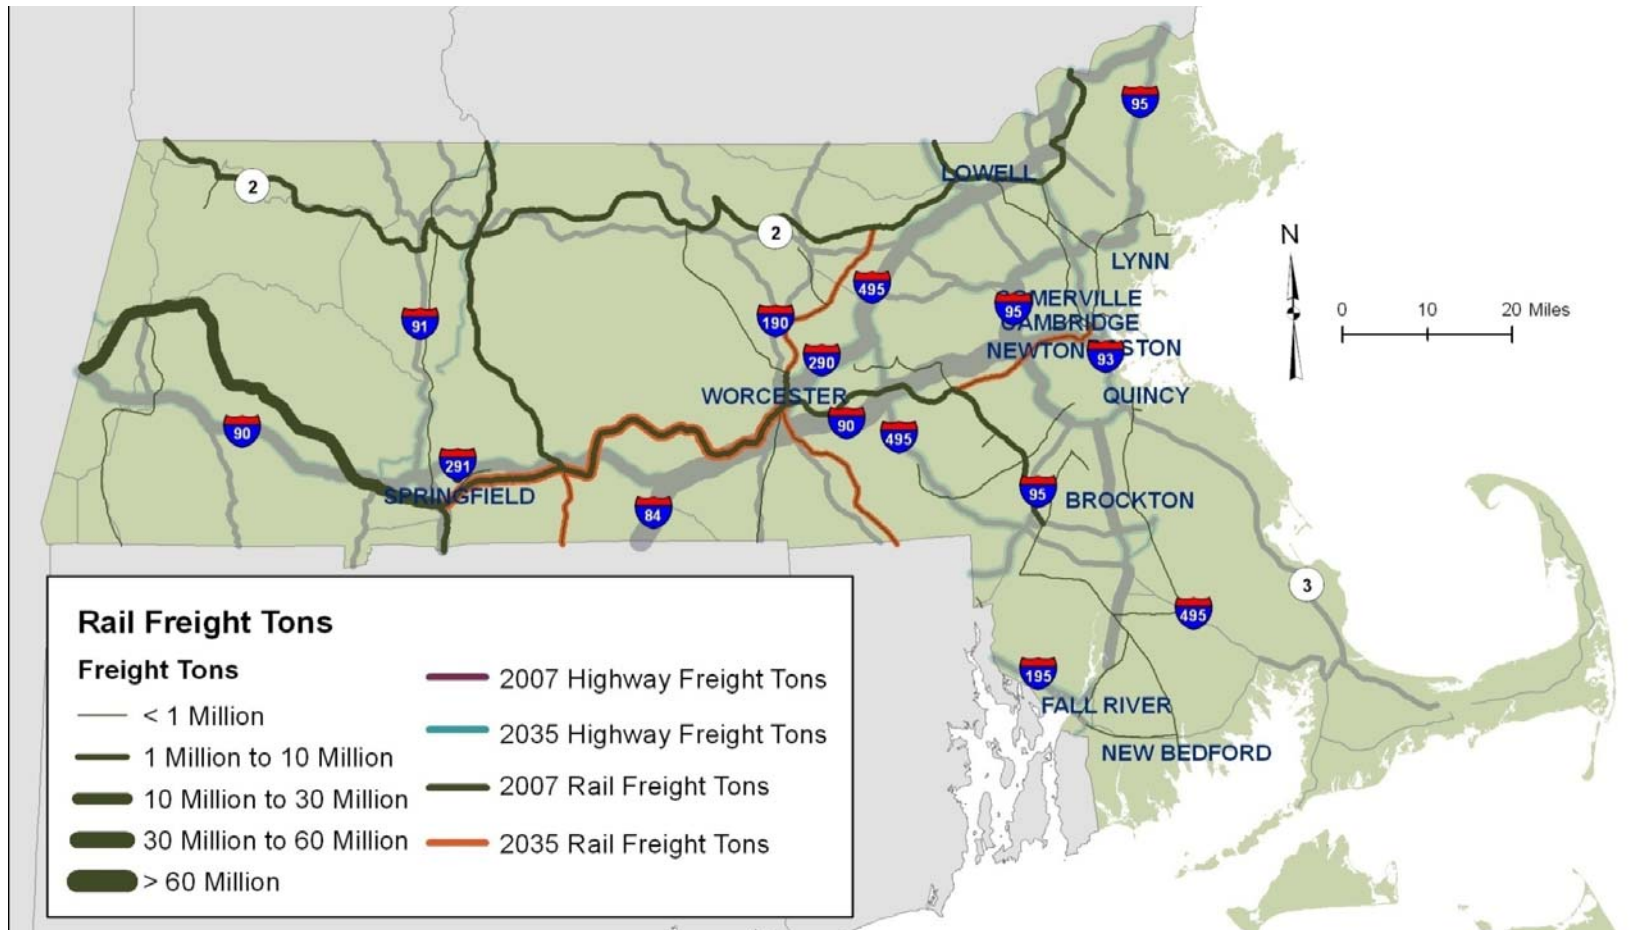 95
LOWELL
2
N
2
LYNN
495
SOMERVILLE
95
0 10 20 Miles
91
190
CAMBRIDGE
NEWTON
93
290
WORCESTER
QUINCY
90
90
495
291
SPRINGFIELD
95
BROCKTON
84
3
495
195
FALL RIVER
NEW BEDFORD
Rail Freight Tons
Freight Tons
< 1 Million
1 Million to 10 Million
10 Million to 30 Million
30 Million to 60 Million
> 60 Million
2007 Highway Freight Tons
2035 Highway Freight Tons
2007 Rail Freight Tons
2035 Rail Freight Tons